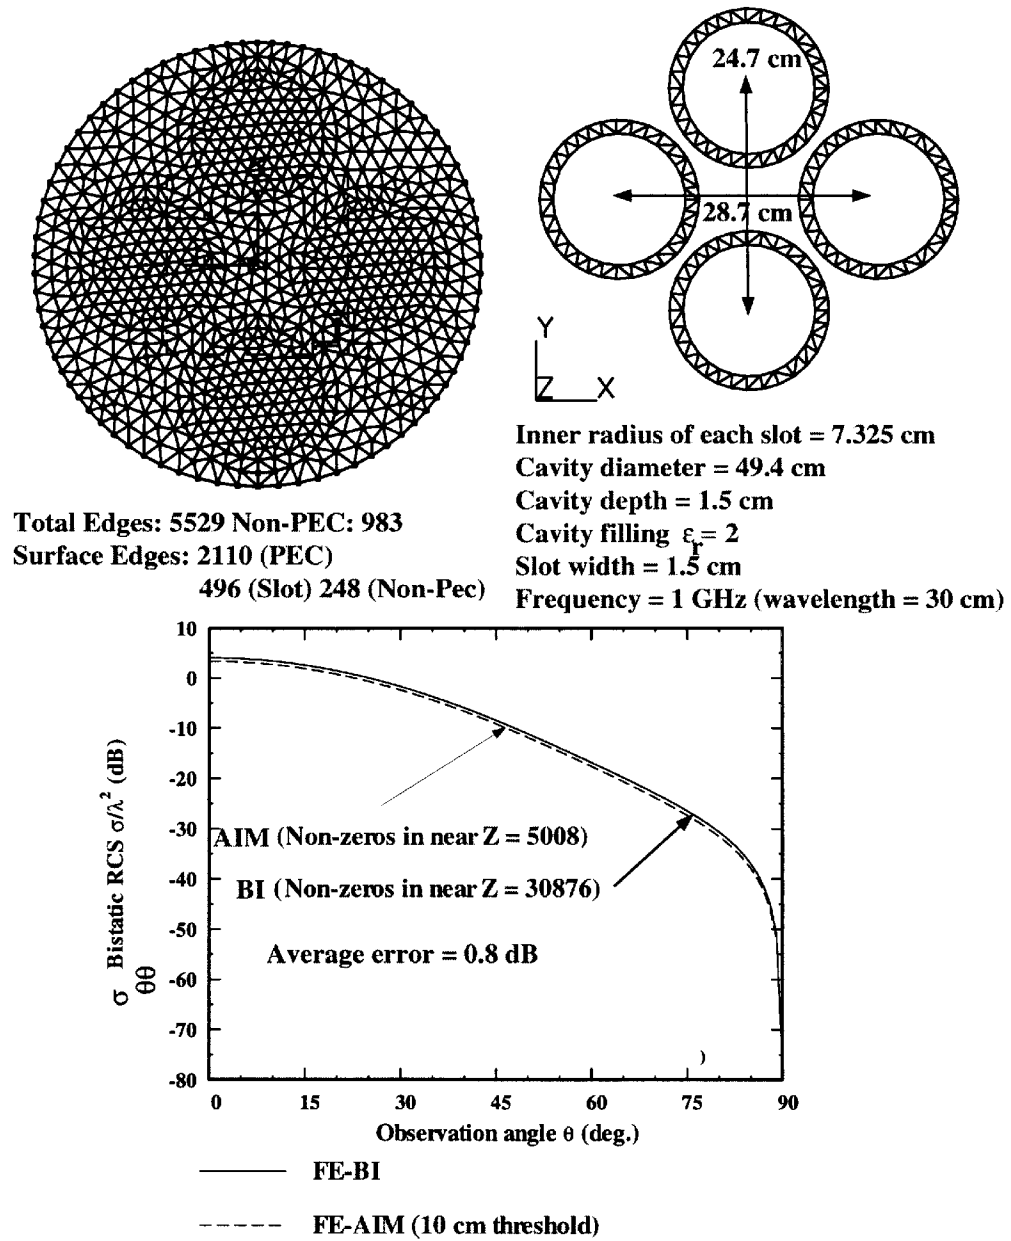 24.7 cm
28.7 cm
Y
Z X
Inner radius of each slot = 7.325 cm
Cavity diameter = 49.4 cm
Cavity depth = 1.5 cm
Cavity filling εr = 2
Slot width = 1.5 cm
Frequency = 1 GHz (wavelength = 30 cm)
Total Edges: 5529 Non-PEC: 983
Surface Edges: 2110 (PEC)
496 (Slot) 248 (Non-Pec)
10
0
-10
-20
-30
-40
-50
-60
-70
-80
σθθ Bistatic RCS σ/λ² (dB)
AIM (Non-zeros in near Z = 5008)
BI (Non-zeros in near Z = 30876)
Average error = 0.8 dB
)
0 15 30 45 60 75 90
Observation angle θ (deg.)
FE-BI
FE-AIM (10 cm threshold)